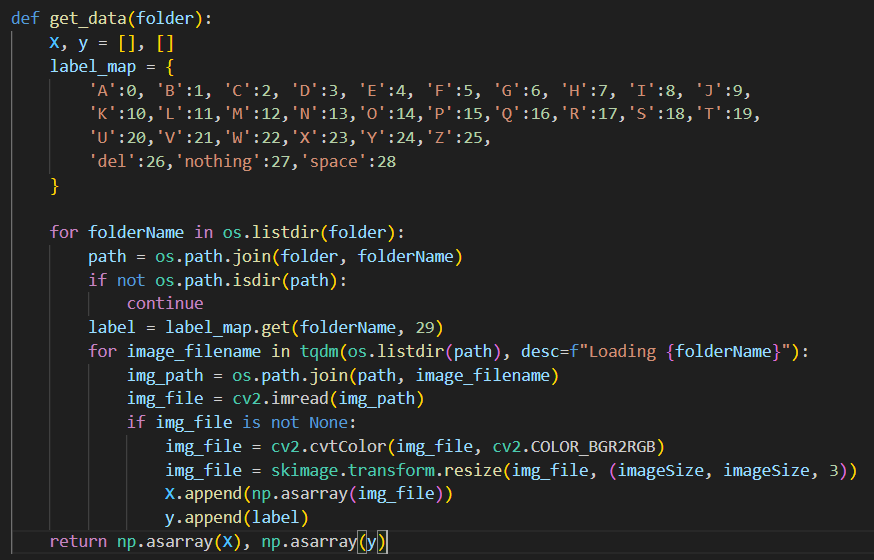 def get_data(folder):
    X, y = [], []
    label_map = {
        'A':0, 'B':1, 'C':2, 'D':3, 'E':4, 'F':5, 'G':6, 'H':7, 'I':8, 'J':9,
        'K':10,'L':11,'M':12,'N':13,'O':14,'P':15,'Q':16,'R':17,'S':18,'T':19,
        'U':20,'V':21,'W':22,'X':23,'Y':24,'Z':25,
        'del':26,'nothing':27,'space':28
    }

    for folderName in os.listdir(folder):
        path = os.path.join(folder, folderName)
        if not os.path.isdir(path):
            continue
        label = label_map.get(folderName, 29)
        for image_filename in tqdm(os.listdir(path), desc=f"Loading {folderName}"):
            img_path = os.path.join(path, image_filename)
            img_file = cv2.imread(img_path)
            if img_file is not None:
                img_file = cv2.cvtColor(img_file, cv2.COLOR_BGR2RGB)
                img_file = skimage.transform.resize(img_file, (imageSize, imageSize, 3))
                X.append(np.asarray(img_file))
                y.append(label)
    return np.asarray(X), np.asarray(y)